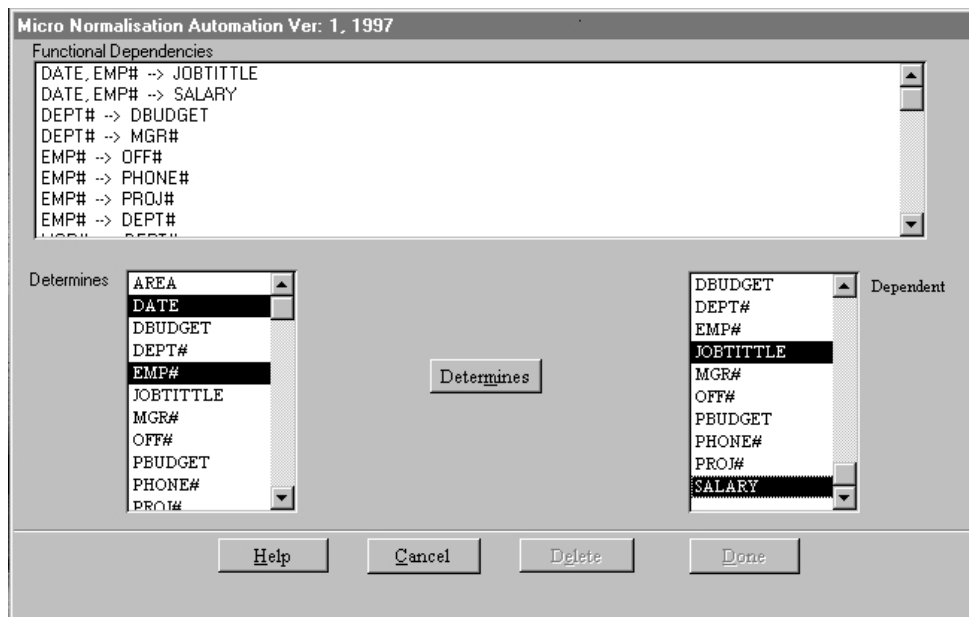 Micro Normalisation Automation Ver: 1, 1997
Functional Dependencies
DATE, EMP# --> JOBTITTLE
DATE, EMP# --> SALARY
DEPT# --> DBUDGET
DEPT# --> MGR#
EMP# --> OFF#
EMP# --> PHONE#
EMP# --> PROJ#
EMP# --> DEPT#
Determines
AREA
DATE
DBUDGET
DEPT#
EMP#
JOBTITTLE
MGR#
OFF#
PBUDGET
PHONE#
PROJ#
Determines
DBUDGET
DEPT#
EMP#
JOBTITTLE
MGR#
OFF#
PBUDGET
PHONE#
PROJ#
SALARY
Dependent
Help
Cancel
Delete
Done